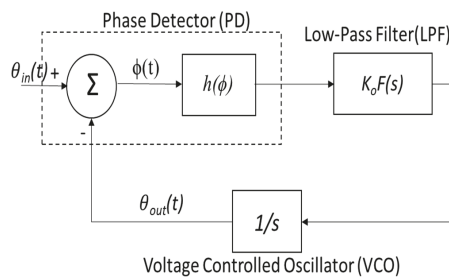 Phase Detector (PD)
Low-Pass Filter(LPF)
θin(t) +
Σ
ϕ(t)
h(ϕ)
KoF(s)
-
θout(t)
1/s
Voltage Controlled Oscillator (VCO)